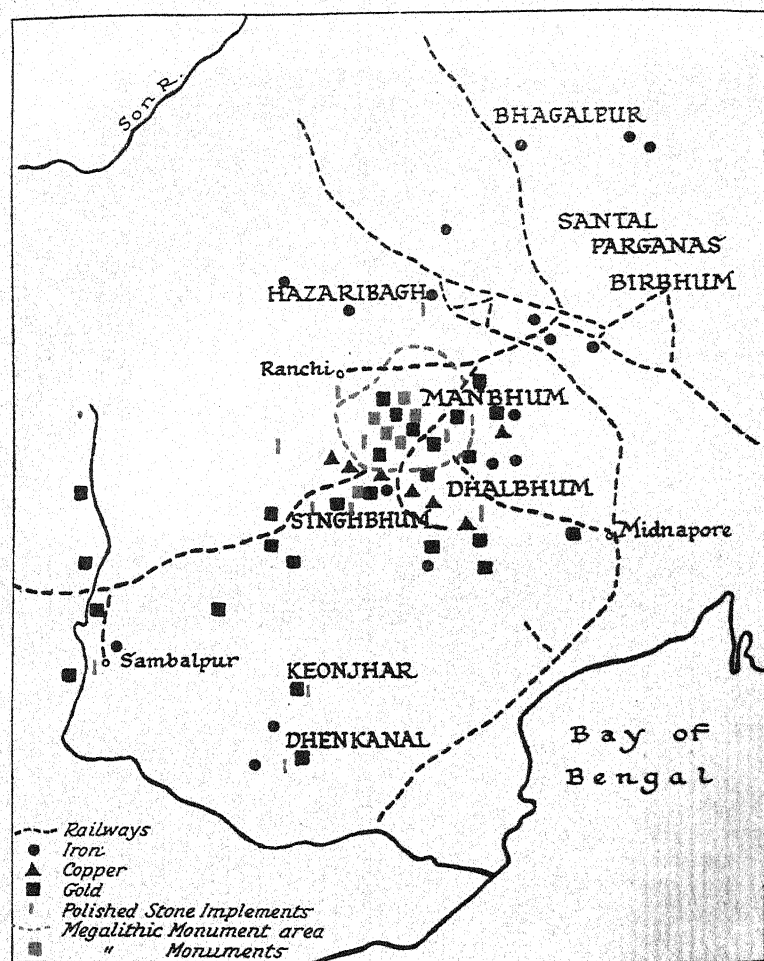 Son R.
BHAGALPUR
SANTAL
PARGANAS
BIRBHUM
HAZARIBAGH
Ranchi
MANBHUM
DHALBHUM
SINGHBHUM
Midnapore
Sambalpur
KEONJHAR
DHENKANAL
Bay of
Bengal
Railways
Iron
Copper
Gold
Polished Stone Implements
Megalithic Monument area
" Monuments